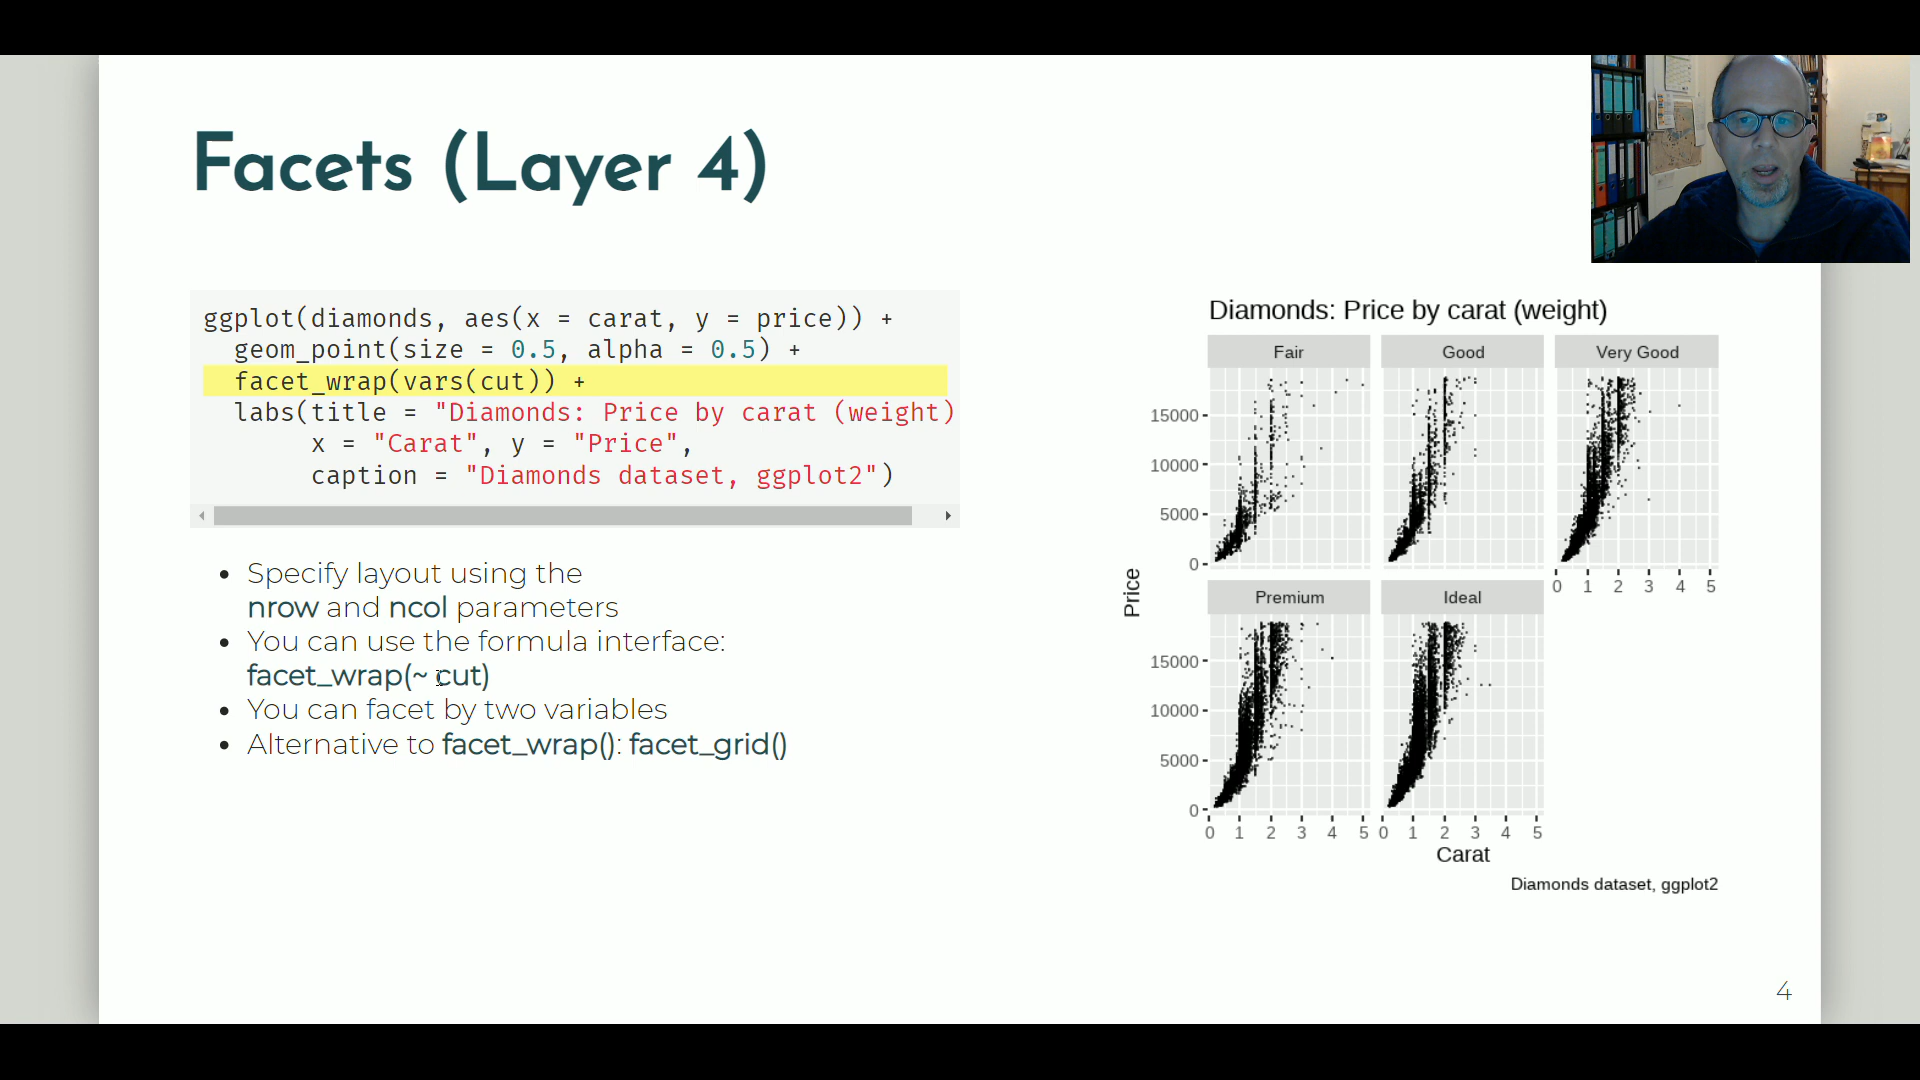 Facets (Layer 4)
ggplot(diamonds, aes(x = carat, y = price)) +
geom_point(size = 0.5, alpha = 0.5) +
facet_wrap(vars(cut)) +
labs(title = "Diamonds: Price by carat (weight)
x = "Carat", y = "Price",
caption = "Diamonds dataset, ggplot2")
Specify layout using the
nrow and ncol parameters
You can use the formula interface:
facet_wrap(~ cut)
You can facet by two variables
Alternative to facet_wrap(): facet_grid()
Diamonds: Price by carat (weight)
Fair Good Very Good
15000
10000
5000
0
0 1 2 3 4 5
Price
Premium Ideal
15000
10000
5000
0
0 1 2 3 4 5 0 1 2 3 4 5
Carat
Diamonds dataset, ggplot2
4